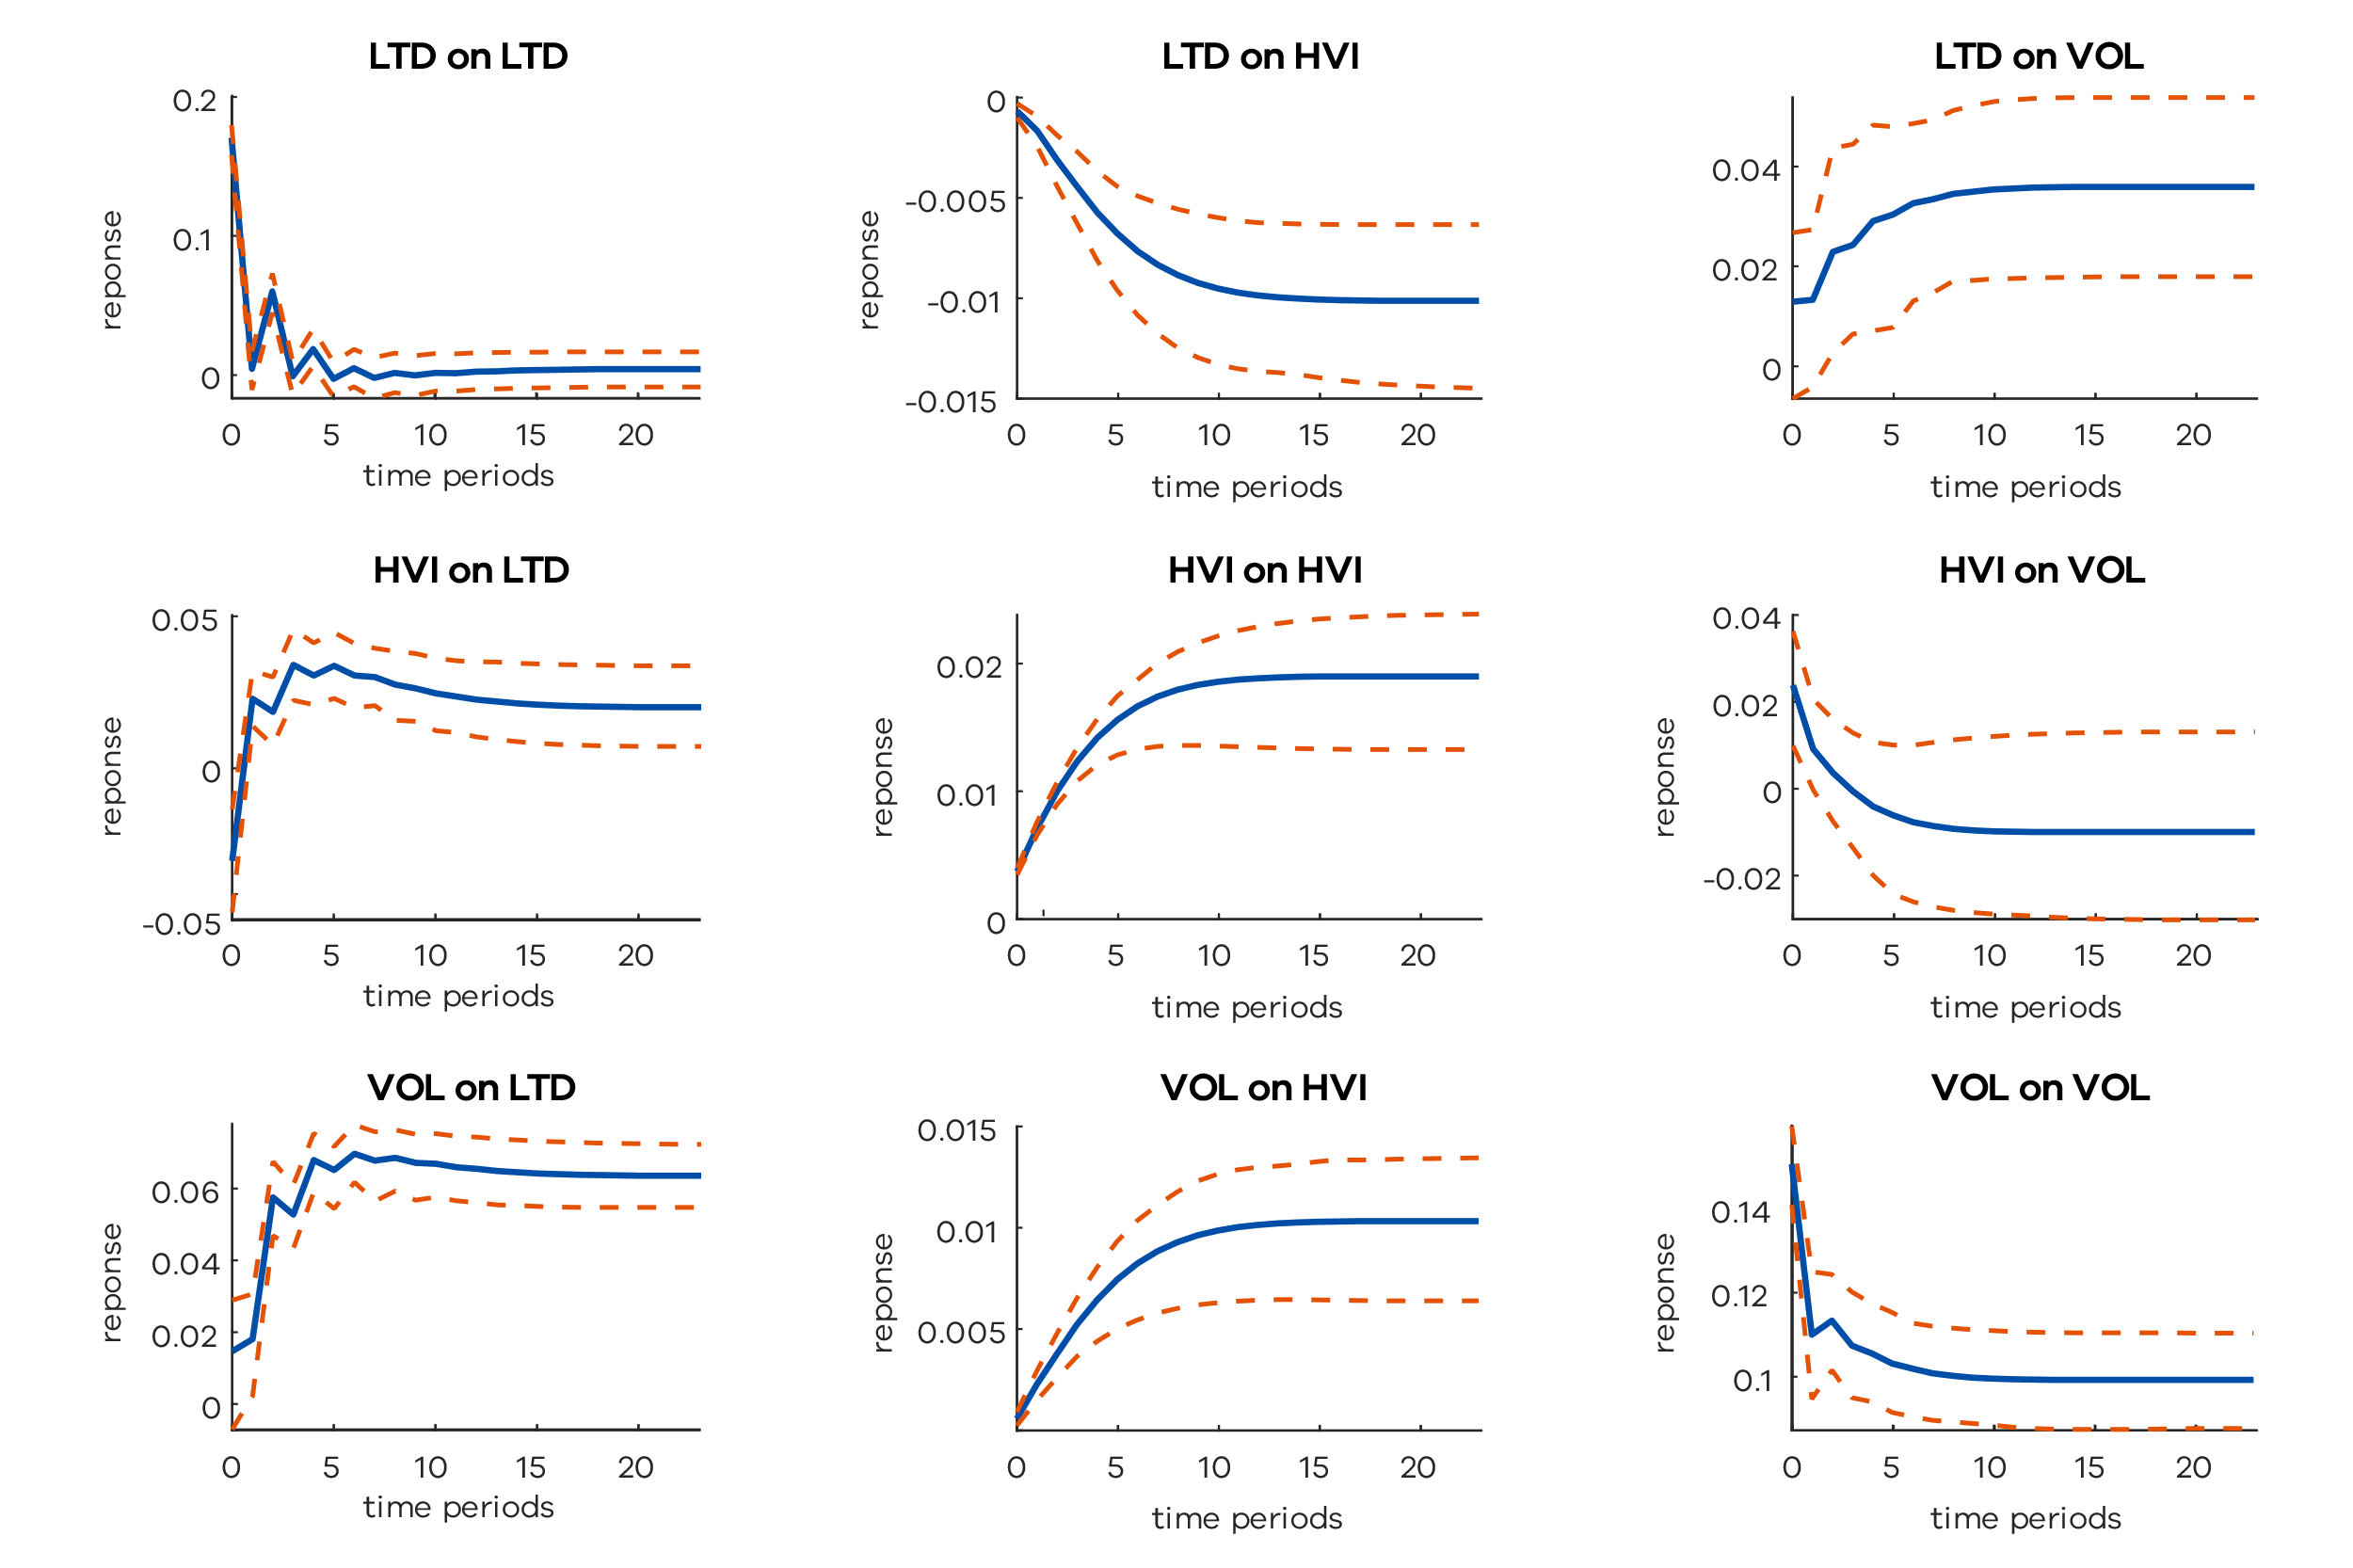 LTD on LTD
0.2
0.1
0
reponse
0 5 10 15 20
time periods
LTD on HVI
0
-0.005
-0.01
-0.015
reponse
0 5 10 15 20
time periods
LTD on VOL
0.04
0.02
0
0 5 10 15 20
time periods
HVI on LTD
0.05
0
-0.05
reponse
0 5 10 15 20
time periods
HVI on HVI
0.02
0.01
0
reponse
0 5 10 15 20
time periods
HVI on VOL
0.04
0.02
0
-0.02
reponse
0 5 10 15 20
time periods
VOL on LTD
0.06
0.04
0.02
0
reponse
0 5 10 15 20
time periods
VOL on HVI
0.015
0.01
0.005
reponse
0 5 10 15 20
time periods
VOL on VOL
0.14
0.12
0.1
reponse
0 5 10 15 20
time periods